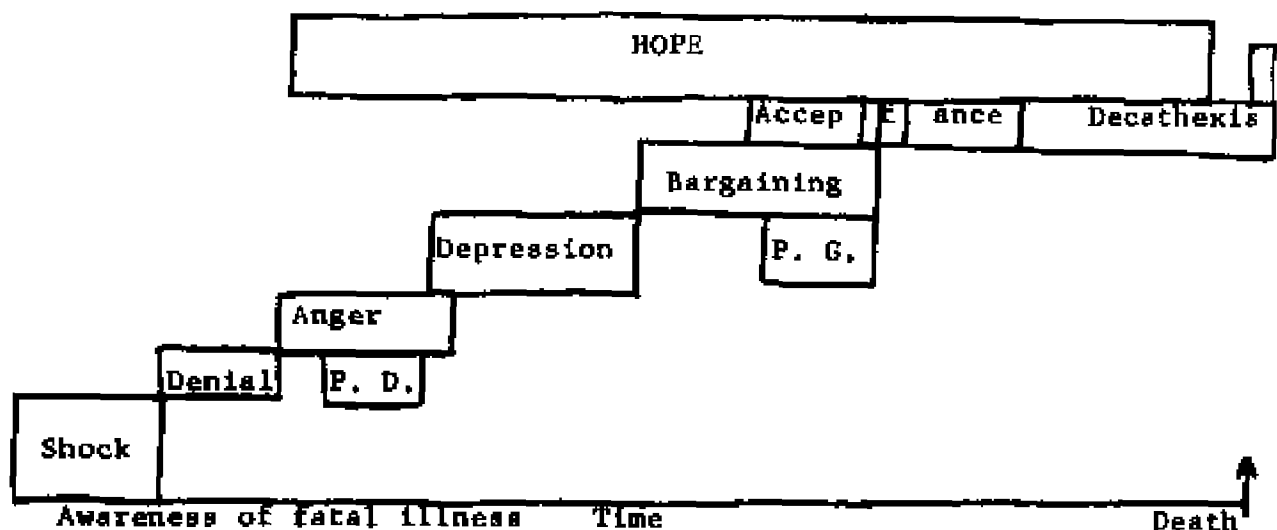 HOPE
Accep t ance Decathexis
Bargaining
Depression P. G.
Anger
Denial P. D.
Shock
Awareness of fatal illness Time Death